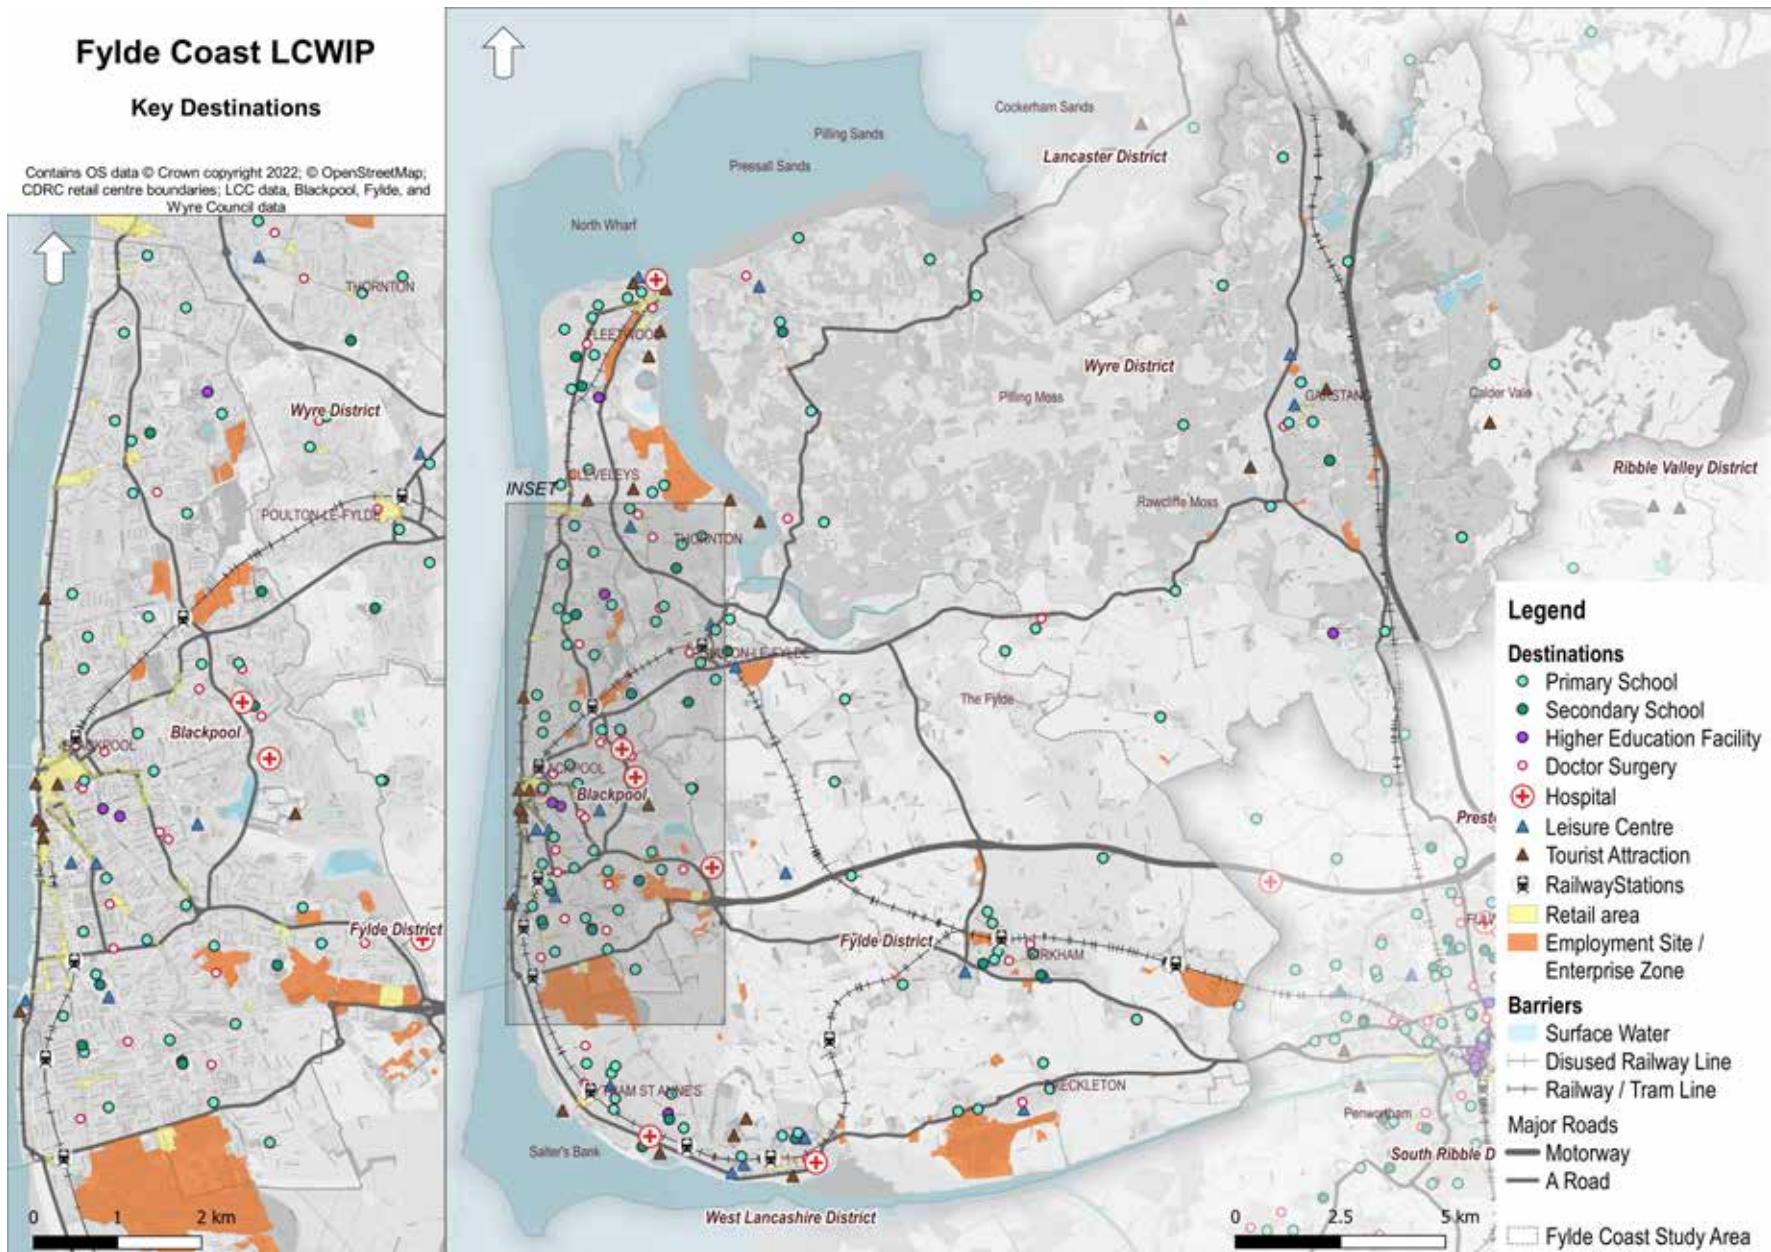 Fylde Coast LCWIP
Key Destinations
Contains OS data © Crown copyright 2022; © OpenStreetMap;
CDRC retail centre boundaries; LCC data, Blackpool, Fylde, and
Wyre Council data
THORNTON
Wyre District
POULTON-LE-FYLDE
Blackpool
Fylde District
0 1 2 km
Cockerham Sands
Pilling Sands
Preesall Sands
Lancaster District
North Wharf
FLEETWOOD
Wyre District
Pilling Moss
GARSTANG
Calder Vale
Ribble Valley District
CLEVELEYS
INSET
Rawcliffe Moss
THORNTON
The Fylde
Blackpool
Fylde District
KIRKHAM
Salter's Bank
Penwortham
South Ribble D
West Lancashire District
0 2.5 5 km
Legend
Destinations
Primary School
Secondary School
Higher Education Facility
Doctor Surgery
Hospital
Leisure Centre
Tourist Attraction
RailwayStations
Retail area
Employment Site /
Enterprise Zone
Barriers
Surface Water
Disused Railway Line
Railway / Tram Line
Major Roads
Motorway
A Road
Fylde Coast Study Area